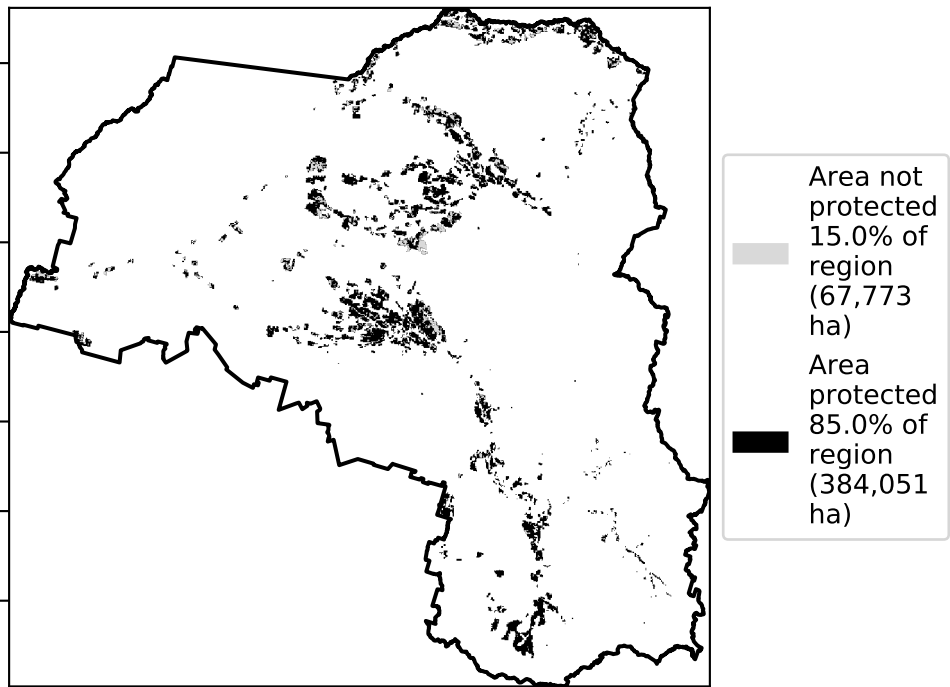 Area not
protected
15.0% of
region
(67,773
ha)
Area
protected
85.0% of
region
(384,051
ha)